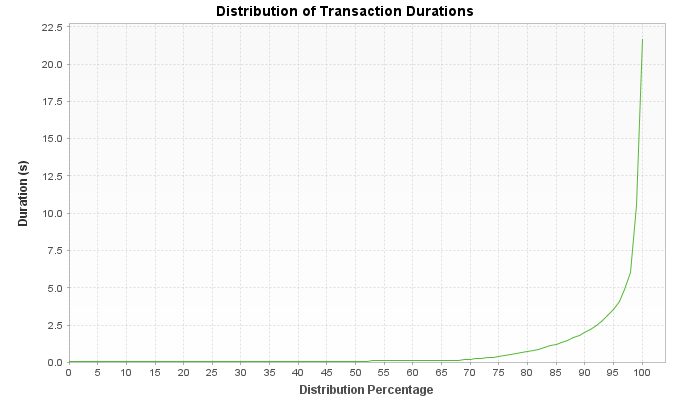 Distribution of Transaction Durations
22.5
20.0
17.5
15.0
12.5
10.0
7.5
5.0
2.5
0.0
Duration (s)
0 5 10 15 20 25 30 35 40 45 50 55 60 65 70 75 80 85 90 95 100
Distribution Percentage